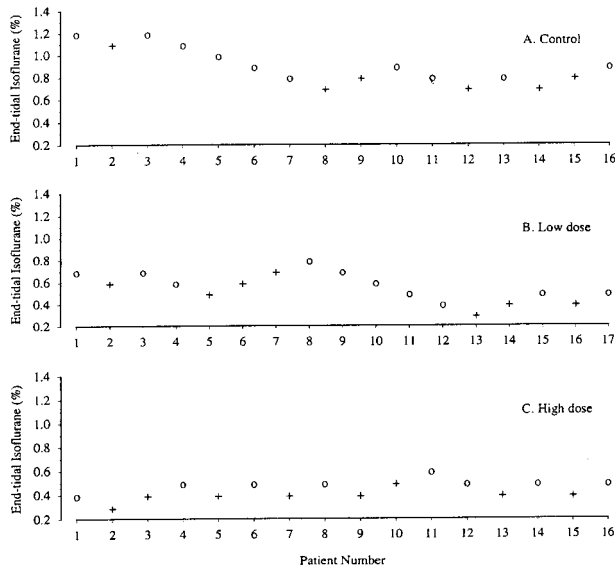 A. Control
End-tidal Isoflurane (%)
1.4
1.2
1.0
0.8
0.6
0.4
0.2
1 2 3 4 5 6 7 8 9 10 11 12 13 14 15 16
B. Low dose
End-tidal Isoflurane (%)
1.4
1.2
1.0
0.8
0.6
0.4
0.2
1 2 3 4 5 6 7 8 9 10 11 12 13 14 15 16 17
C. High dose
End-tidal Isoflurane (%)
1.4
1.2
1.0
0.8
0.6
0.4
0.2
1 2 3 4 5 6 7 8 9 10 11 12 13 14 15 16
Patient Number